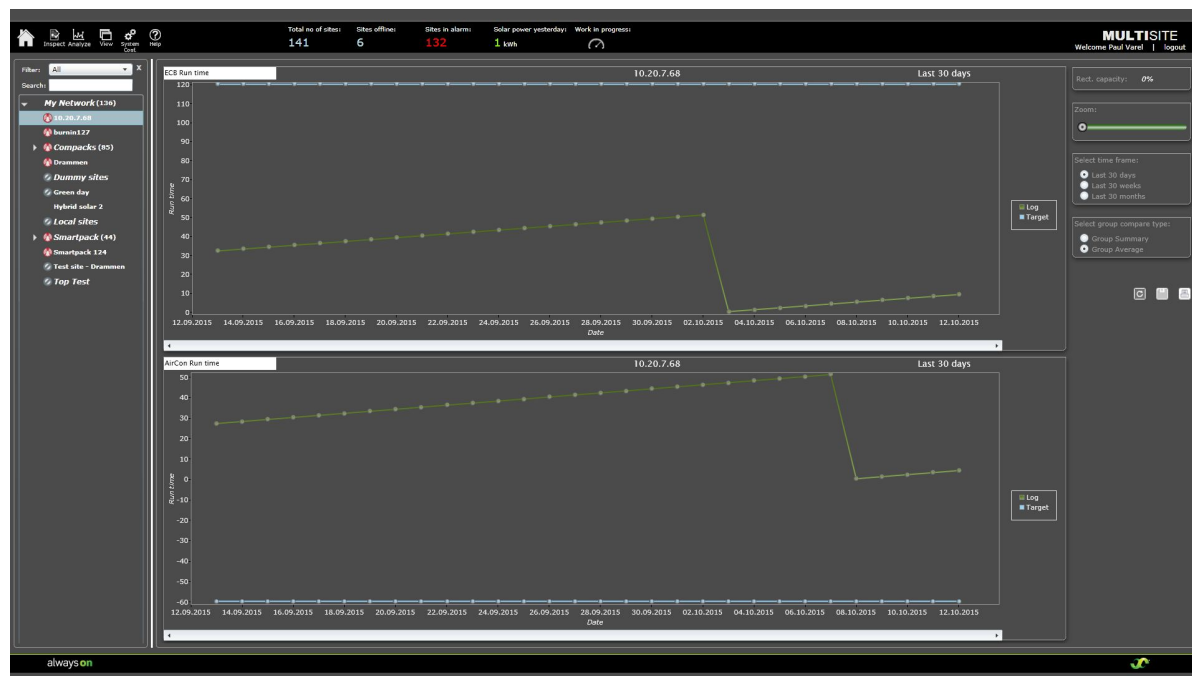 Total no of sites: Sites offline: Sites in alarm: Solar power yesterday: Work in progress:
141 6 132 1 kWh
Inspect Analyze View System Conf. Help
MULTISITE
Welcome Paul Varel | logout
Filter: All X
Search:
My Network (136)
10.20.7.68
burnin127
Compacks (85)
Drammen
Dummy sites
Green day
Hybrid solar 2
Local sites
Smartpack (44)
Smartpack 124
Test site - Drammen
Top Test
ECB Run time 10.20.7.68 Last 30 days
120
110
100
90
80
70
60
50
40
30
20
10
0
Run time
12.09.2015 14.09.2015 16.09.2015 18.09.2015 20.09.2015 22.09.2015 24.09.2015 26.09.2015 28.09.2015 30.09.2015 02.10.2015 04.10.2015 06.10.2015 08.10.2015 10.10.2015 12.10.2015
Date
Log
Target
AirCon Run time 10.20.7.68 Last 30 days
50
40
30
20
10
0
-10
-20
-30
-40
-50
-60
Run time
12.09.2015 14.09.2015 16.09.2015 18.09.2015 20.09.2015 22.09.2015 24.09.2015 26.09.2015 28.09.2015 30.09.2015 02.10.2015 04.10.2015 06.10.2015 08.10.2015 10.10.2015 12.10.2015
Date
Log
Target
Rect. capacity: 0%
Zoom:
Select time frame:
Last 30 days
Last 30 weeks
Last 30 months
Select group compare type:
Group Summary
Group Average
always on